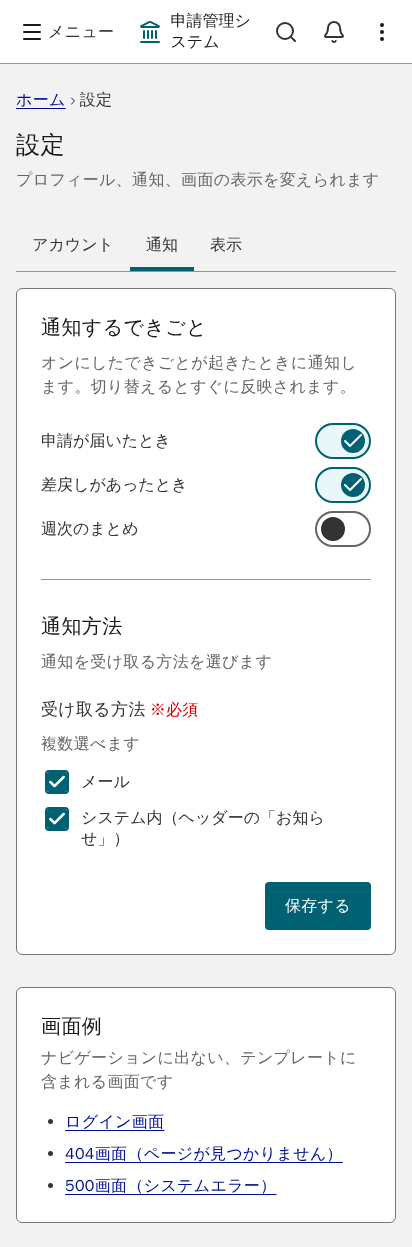 メニュー
申請管理シ
ステム
ホーム › 設定
設定
プロフィール、通知、画面の表示を変えられます
アカウント 通知 表示
通知するできごと
オンにしたできごとが起きたときに通知し
ます。切り替えるとすぐに反映されます。
申請が届いたとき
差戻しがあったとき
週次のまとめ
通知方法
通知を受け取る方法を選びます
受け取る方法 ※必須
複数選べます
メール
システム内（ヘッダーの「お知ら
せ」）
保存する
画面例
ナビゲーションに出ない、テンプレートに
含まれる画面です
ログイン画面
404画面（ページが見つかりません）
500画面（システムエラー）